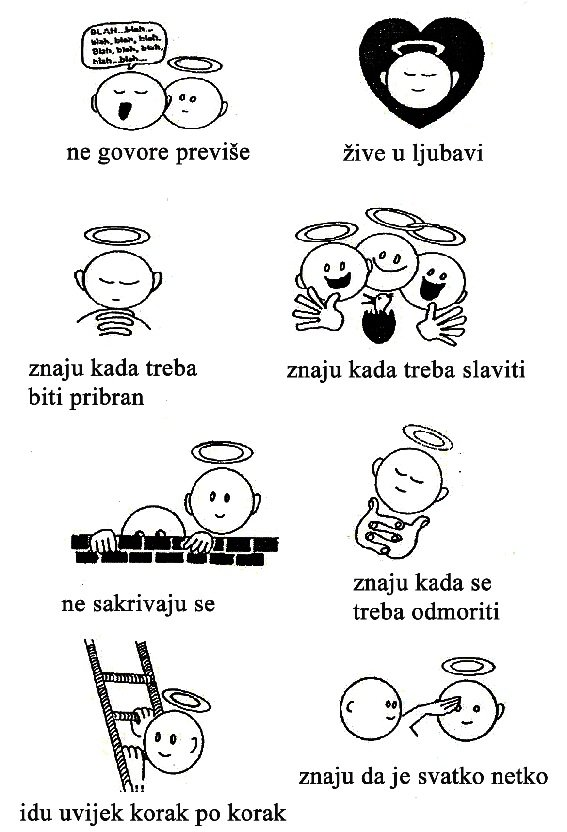 BLAH...blah...
blah, blah, blah.
Blah, blah, blah,
blah...blah....
ne govore previše
žive u ljubavi
znaju kada treba
biti pribran
znaju kada treba slaviti
ne sakrivaju se
znaju kada se
treba odmoriti
idu uvijek korak po korak
znaju da je svatko netko